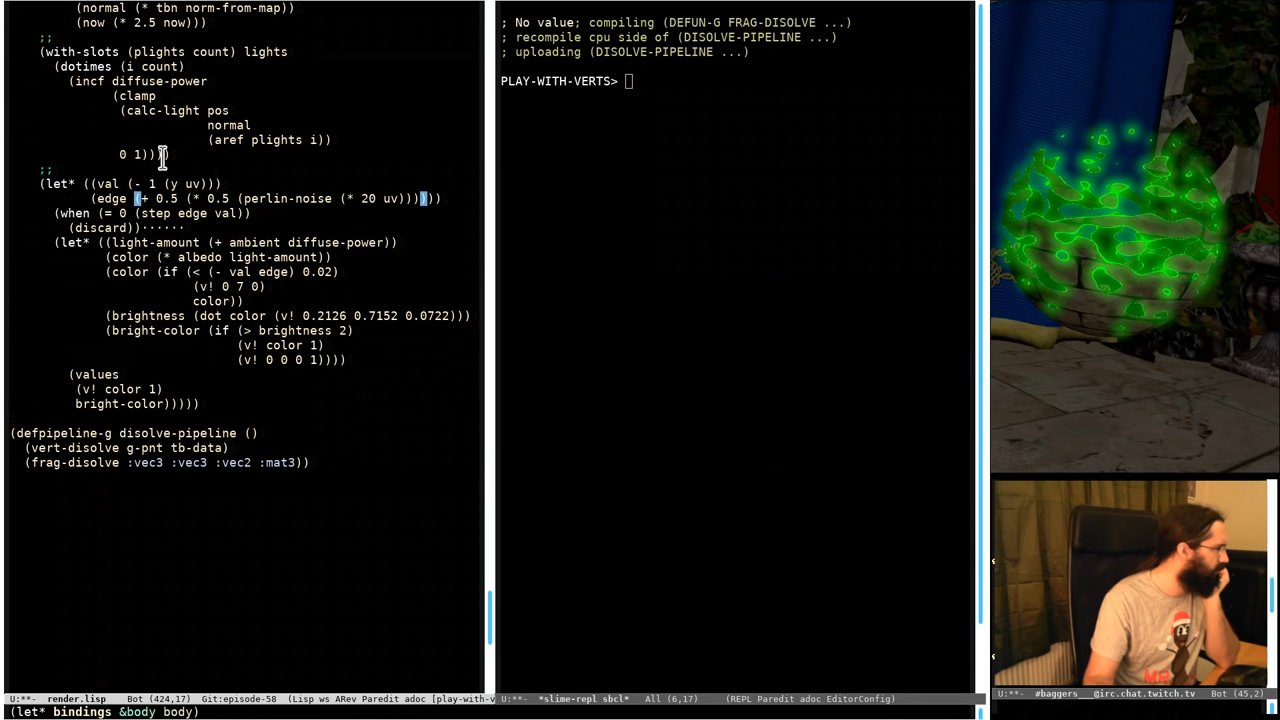 (normal (* tbn norm-from-map))
(now (* 2.5 now)))
;;
(with-slots (plights count) lights
(dotimes (i count)
(incf diffuse-power
(clamp
(calc-light pos
normal
(aref plights i))
0 1))))
;;
(let* ((val (- 1 (y uv)))
(edge (+ 0.5 (* 0.5 (perlin-noise (* 20 uv))))))
(when (= 0 (step edge val))
(discard))······
(let* ((light-amount (+ ambient diffuse-power))
(color (* albedo light-amount))
(color (if (< (- val edge) 0.02)
(v! 0 7 0)
color))
(brightness (dot color (v! 0.2126 0.7152 0.0722)))
(bright-color (if (> brightness 2)
(v! color 1)
(v! 0 0 0 1))))
(values
(v! color 1)
bright-color)))))
(defpipeline-g disolve-pipeline ()
(vert-disolve g-pnt tb-data)
(frag-disolve :vec3 :vec3 :vec2 :mat3))
U:**- render.lisp Bot (424,17) Git:episode-58 (Lisp ws ARev Paredit adoc [play-with-v
(let* bindings &body body)
; No value; compiling (DEFUN-G FRAG-DISOLVE ...)
; recompile cpu side of (DISOLVE-PIPELINE ...)
; uploading (DISOLVE-PIPELINE ...)
PLAY-WITH-VERTS>
U:**- *slime-repl sbcl* All (6,17) (REPL Paredit adoc EditorConfig)
U:**- #baggers___@irc.chat.twitch.tv Bot (45,2)